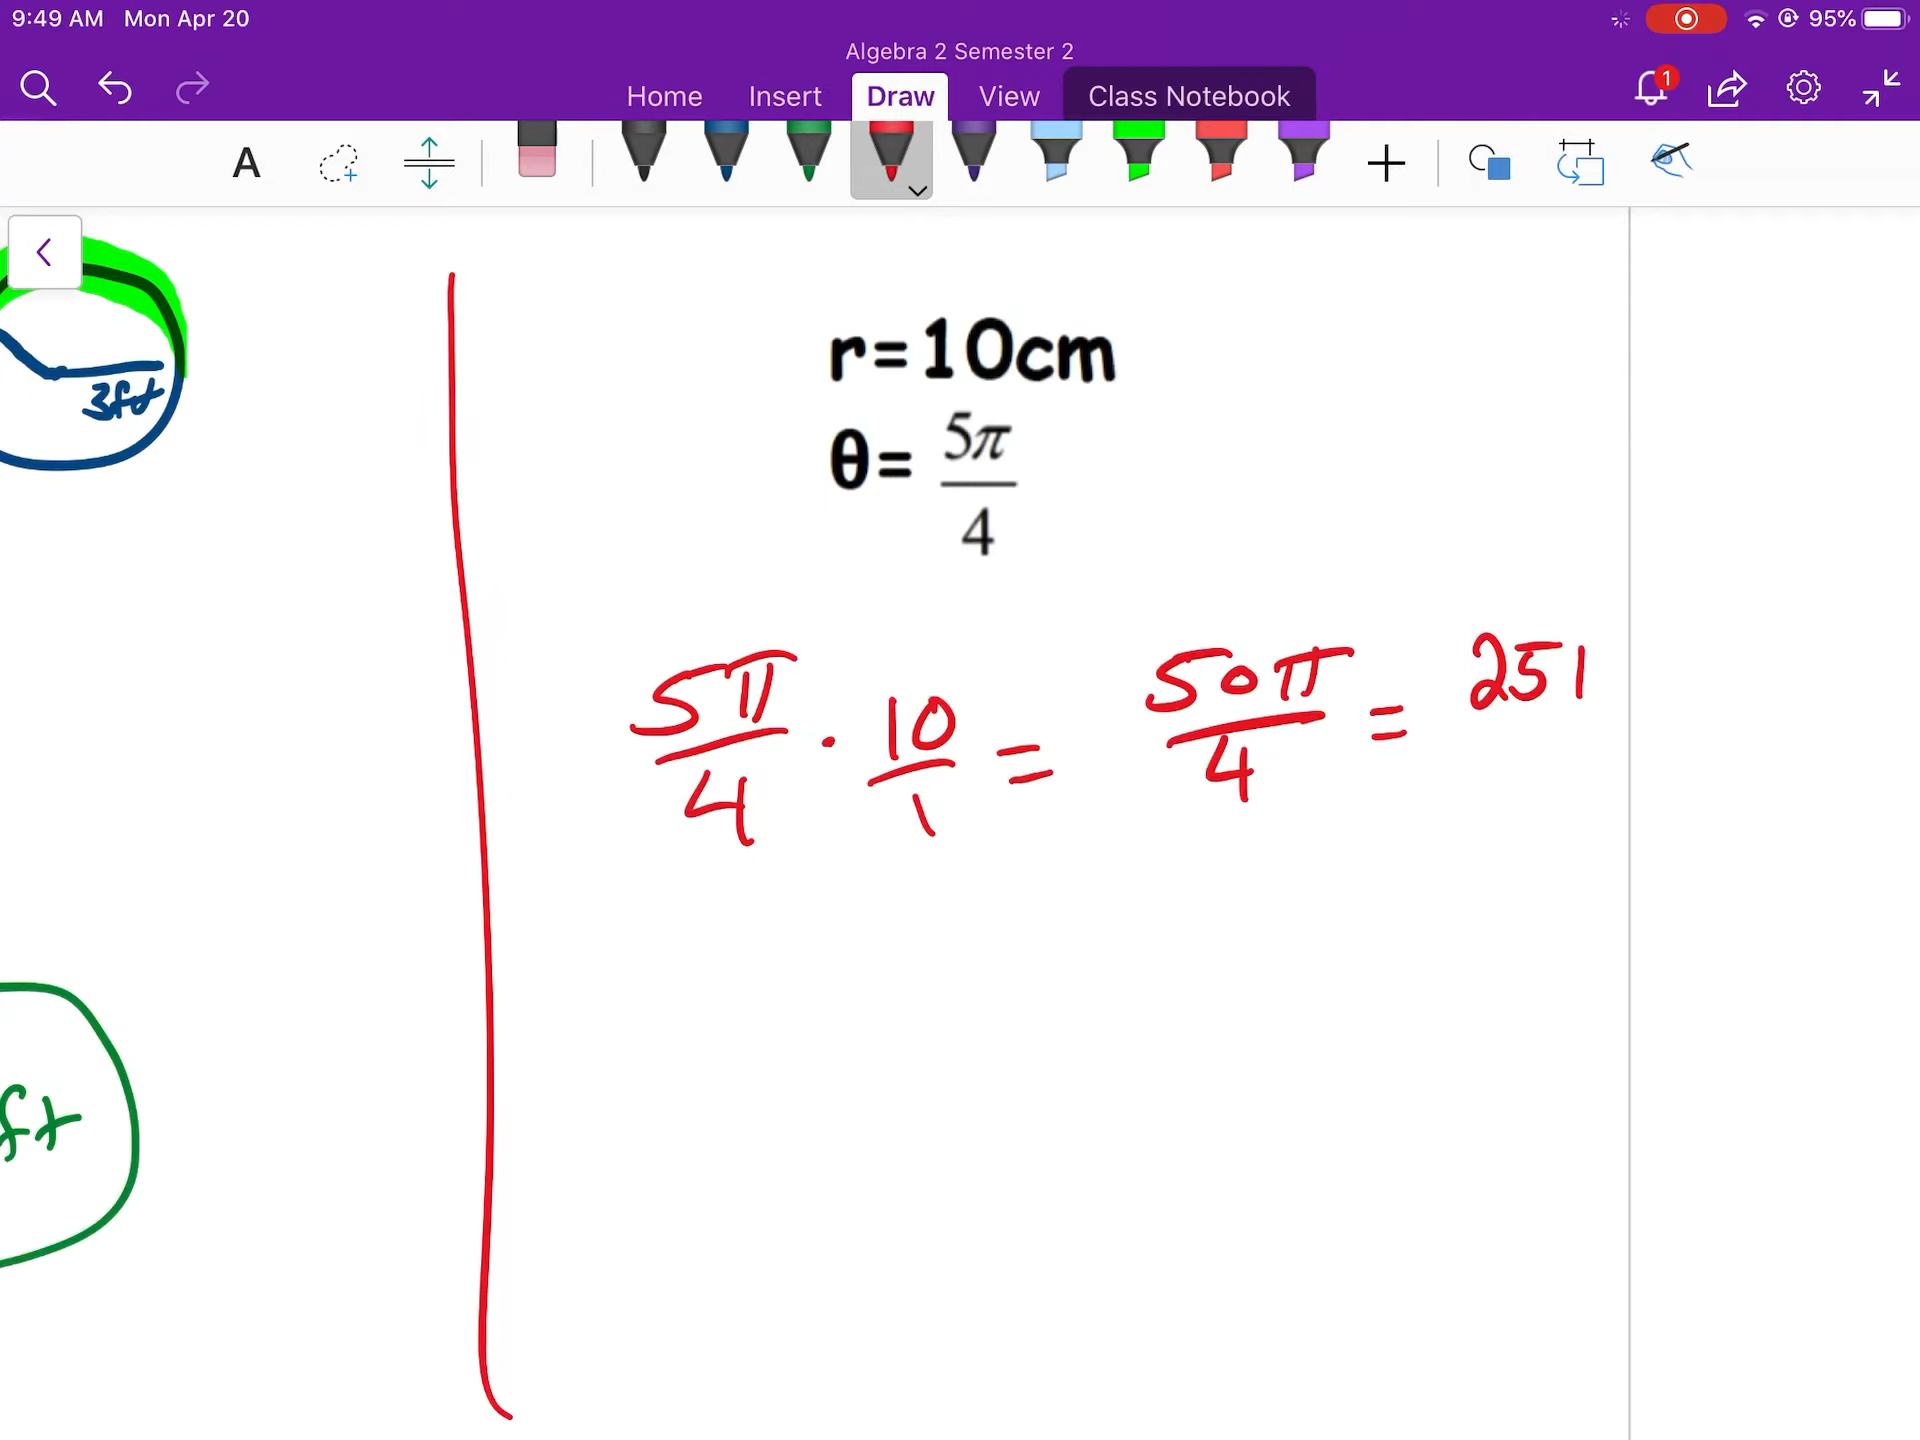 9:49 AM Mon Apr 20
95%
Algebra 2 Semester 2
Home Insert Draw View Class Notebook
1
A
3ft
r=10cm
θ= 5π/4
5π/4 · 10/1 = 50π/4 = 251
ft